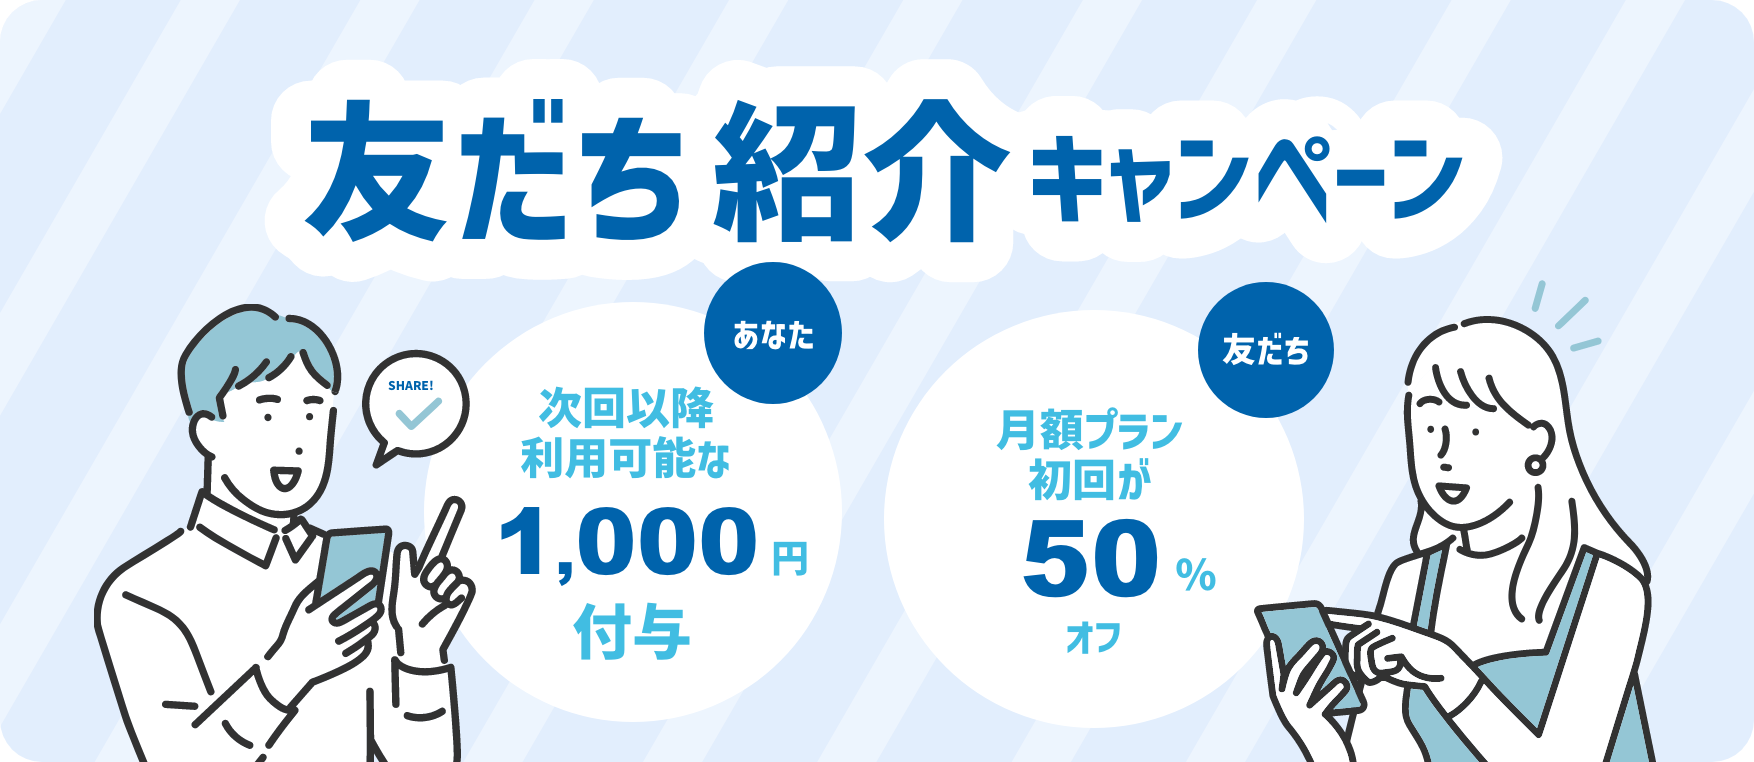 友だち紹介キャンペーン
あなた
次回以降
利用可能な
1,000円
付与
友だち
月額プラン
初回が
50%
オフ
SHARE!